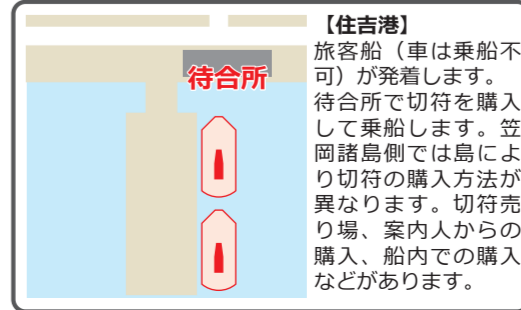 待合所
【住吉港】
旅客船（車は乗船不
可）が発着します。
待合所で切符を購入
して乗船します。笠
岡諸島側では島によ
り切符の購入方法が
異なります。切符売
り場、案内人からの
購入、船内での購入
などがあります。